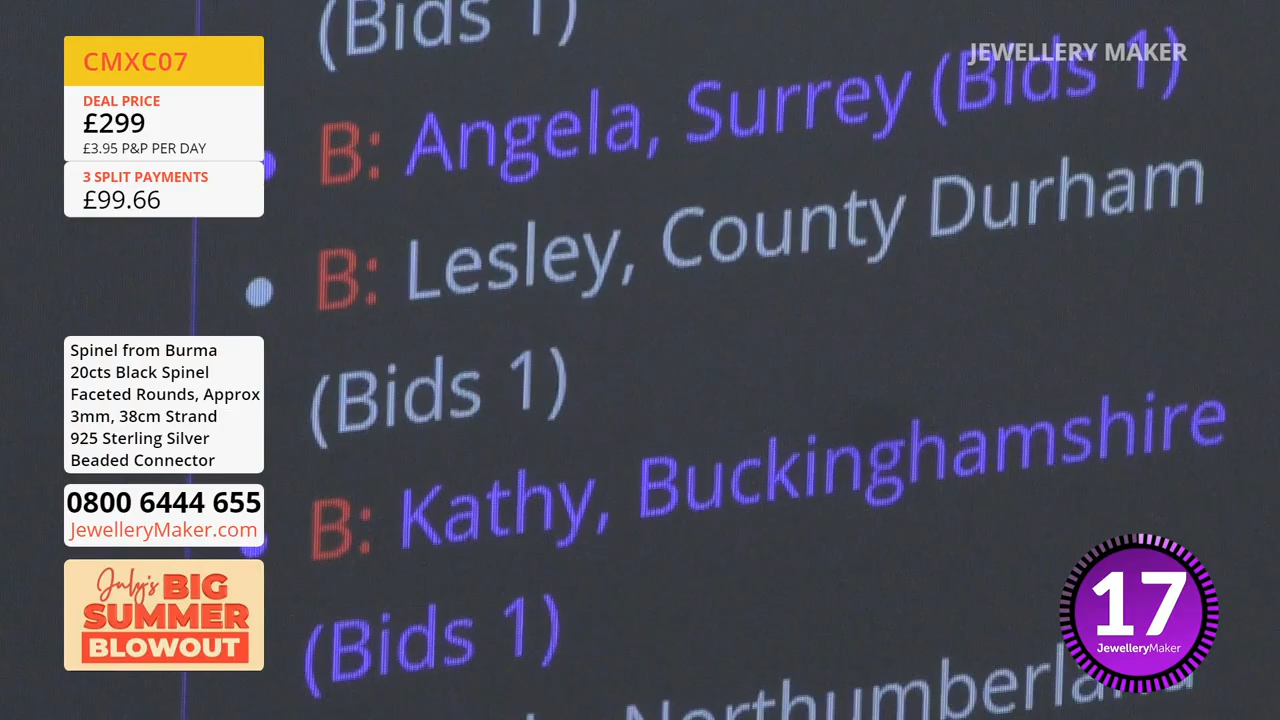 CMXC07
DEAL PRICE
£299
£3.95 P&P PER DAY
3 SPLIT PAYMENTS
£99.66
Spinel from Burma
20cts Black Spinel
Faceted Rounds, Approx
3mm, 38cm Strand
925 Sterling Silver
Beaded Connector
0800 6444 655
JewelleryMaker.com
July's BIG
SUMMER
BLOWOUT
JEWELLERY MAKER
(Bids 1)
B: Angela, Surrey (Bids 1)
B: Lesley, County Durham
(Bids 1)
B: Kathy, Buckinghamshire
(Bids 1)
Northumberland
17
JewelleryMaker